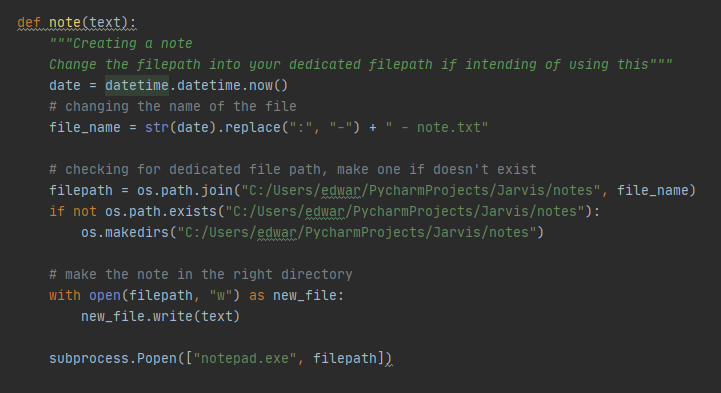 def note(text):
    """Creating a note
    Change the filepath into your dedicated filepath if intending of using this"""
    date = datetime.datetime.now()
    # changing the name of the file
    file_name = str(date).replace(":", "-") + " - note.txt"

    # checking for dedicated file path, make one if doesn't exist
    filepath = os.path.join("C:/Users/edwar/PycharmProjects/Jarvis/notes", file_name)
    if not os.path.exists("C:/Users/edwar/PycharmProjects/Jarvis/notes"):
        os.makedirs("C:/Users/edwar/PycharmProjects/Jarvis/notes")

    # make the note in the right directory
    with open(filepath, "w") as new_file:
        new_file.write(text)

    subprocess.Popen(["notepad.exe", filepath])